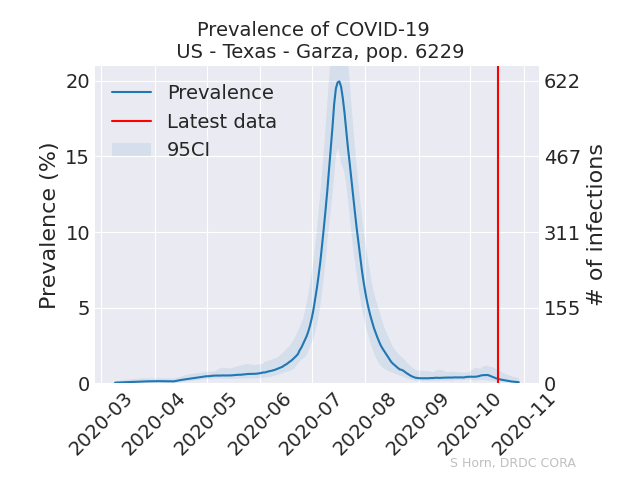 Prevalence of COVID-19
US - Texas - Garza, pop. 6229
Prevalence
Latest data
95CI
Prevalence (%)
20
15
10
5
0
622
467
311
155
0
# of infections
2020-03
2020-04
2020-05
2020-06
2020-07
2020-08
2020-09
2020-10
2020-11
S Horn, DRDC CORA